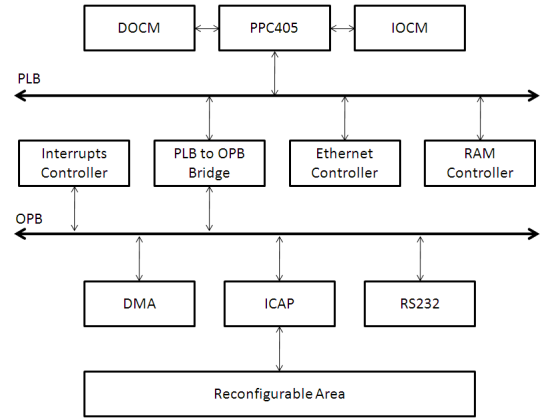 DOCM
PPC405
IOCM
PLB
Interrupts
Controller
PLB to OPB
Bridge
Ethernet
Controller
RAM
Controller
OPB
DMA
ICAP
RS232
Reconfigurable Area